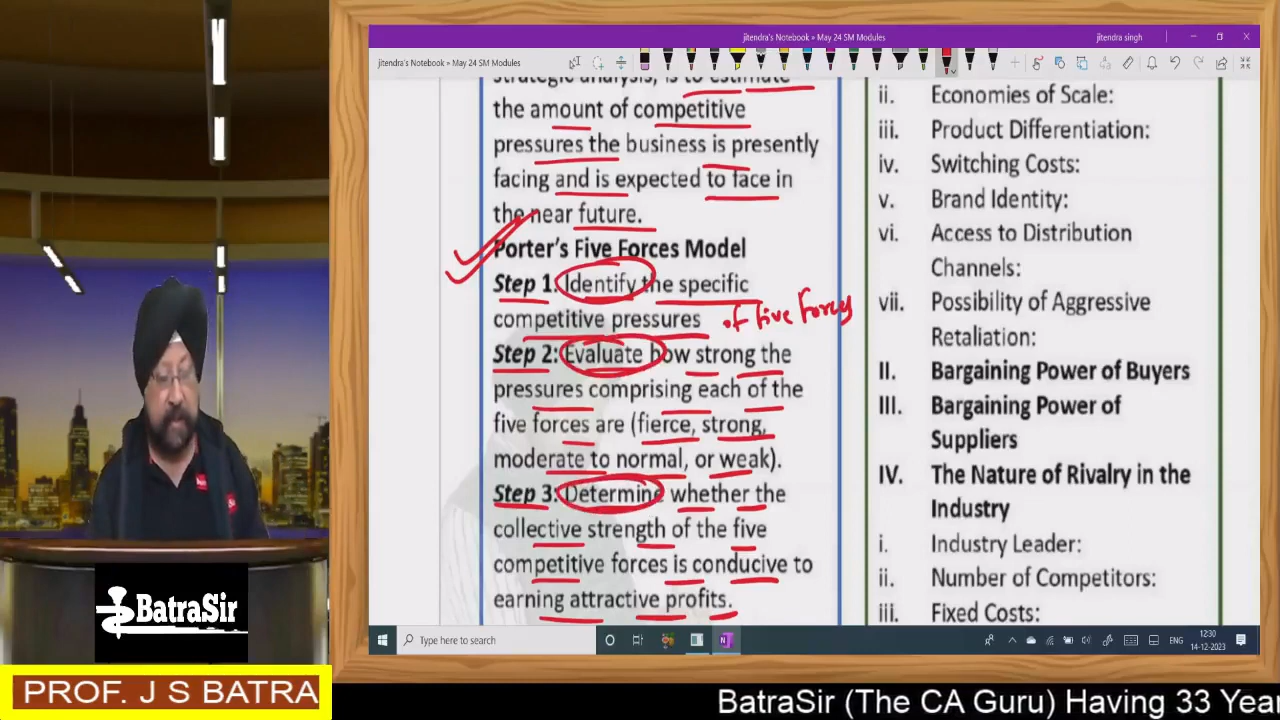 jitendra's Notebook » May 24 SM Modules
jitendra singh
jitendra's Notebook » May 24 SM Modules
strategic analysis, is to estimate
the amount of competitive
pressures the business is presently
facing and is expected to face in
the near future.
Porter's Five Forces Model
Step 1: Identify the specific
competitive pressures of five forces
Step 2: Evaluate how strong the
pressures comprising each of the
five forces are (fierce, strong,
moderate to normal, or weak).
Step 3: Determine whether the
collective strength of the five
competitive forces is conducive to
earning attractive profits.
ii. Economies of Scale:
iii. Product Differentiation:
iv. Switching Costs:
v. Brand Identity:
vi. Access to Distribution
Channels:
vii. Possibility of Aggressive
Retaliation:
II. Bargaining Power of Buyers
III. Bargaining Power of
Suppliers
IV. The Nature of Rivalry in the
Industry
i. Industry Leader:
ii. Number of Competitors:
iii. Fixed Costs:
Type here to search
ENG
12:30
14-12-2023
BatraSir
PROF. J S BATRA
BatraSir (The CA Guru) Having 33 Year